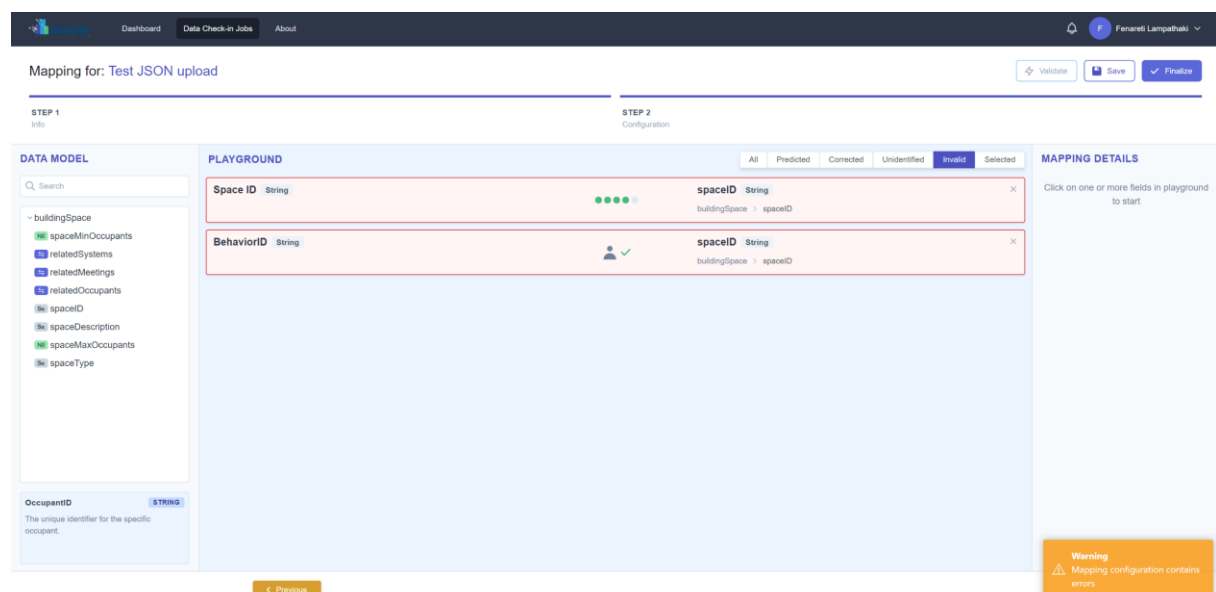 Dashboard
Data Check-in Jobs
About
F
Fenareti Lampathaki
Mapping for: Test JSON upload
Validate
Save
Finalize
STEP 1
Info
STEP 2
Configuration
DATA MODEL
Search
buildingSpace
spaceMinOccupants
relatedSystems
relatedMeetings
relatedOccupants
spaceID
spaceDescription
spaceMaxOccupants
spaceType
OccupantID STRING
The unique identifier for the specific
occupant.
PLAYGROUND
All Predicted Corrected Unidentified Invalid Selected
Space ID String
spaceID String
buildingSpace > spaceID
BehaviorID String
spaceID String
buildingSpace > spaceID
MAPPING DETAILS
Click on one or more fields in playground
to start
Previous
Warning
Mapping configuration contains
errors